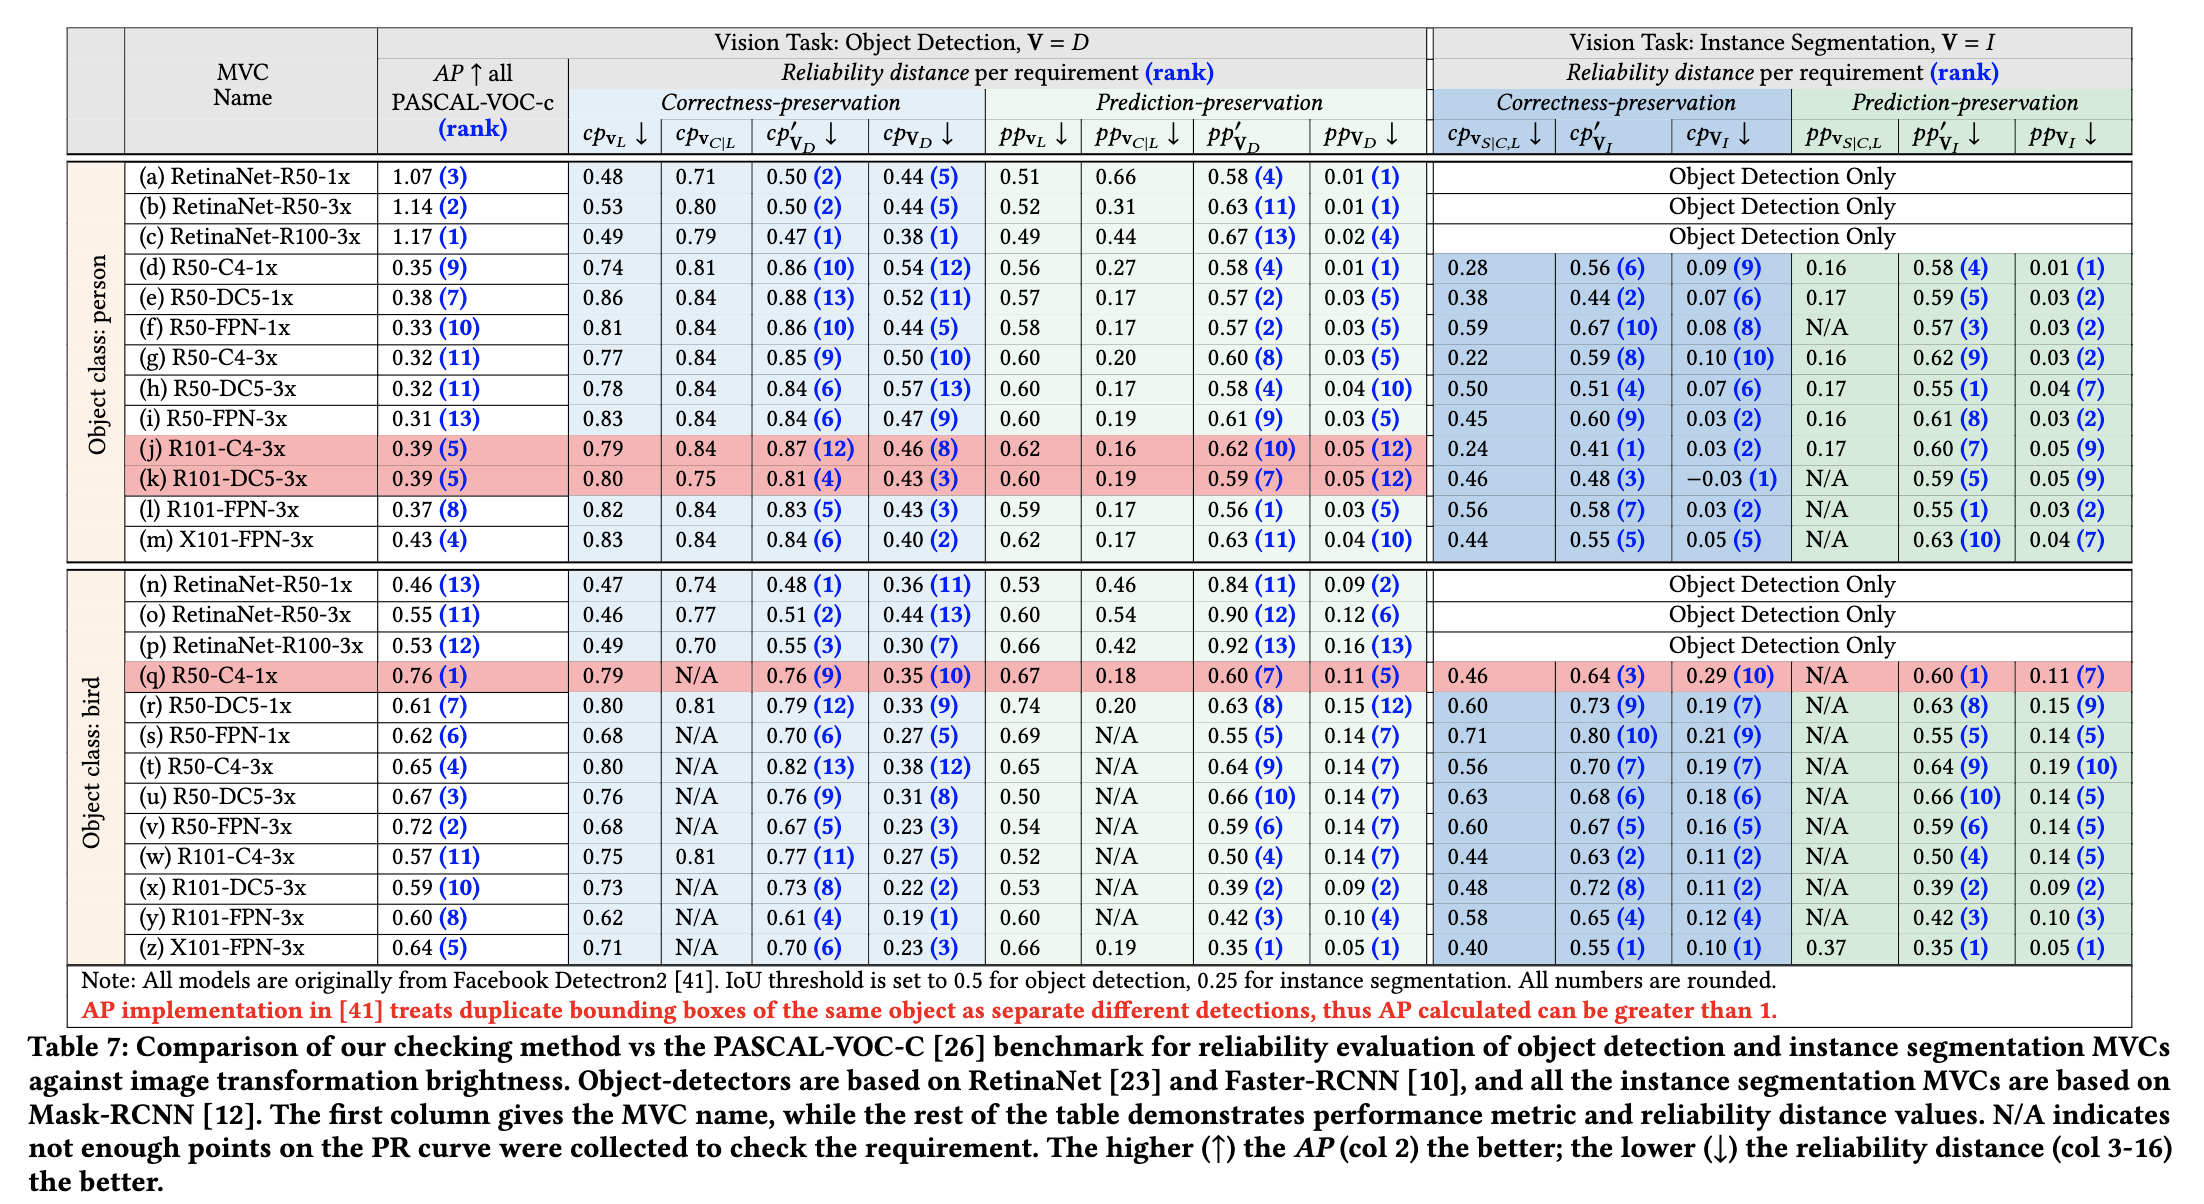 Vision Task: Object Detection, V = D Vision Task: Instance Segmentation, V = I
MVC Name AP ↑ all PASCAL-VOC-c (rank) Reliability distance per requirement (rank) Reliability distance per requirement (rank)
Correctness-preservation Prediction-preservation Correctness-preservation Prediction-preservation
cp_{V_L} ↓ cp_{V_{C|L}} cp'_{V_D} ↓ cp_{V_D} ↓ pp_{V_L} ↓ pp_{V_{C|L}} ↓ pp'_{V_D} pp_{V_D} ↓ cp_{V_{S|C,L}} ↓ cp'_{V_I} cp_{V_I} ↓ pp_{V_{S|C,L}} pp'_{V_I} ↓ pp_{V_I} ↓
Object class: person
(a) RetinaNet-R50-1x 1.07 (3) 0.48 0.71 0.50 (2) 0.44 (5) 0.51 0.66 0.58 (4) 0.01 (1) Object Detection Only
(b) RetinaNet-R50-3x 1.14 (2) 0.53 0.80 0.50 (2) 0.44 (5) 0.52 0.31 0.63 (11) 0.01 (1) Object Detection Only
(c) RetinaNet-R100-3x 1.17 (1) 0.49 0.79 0.47 (1) 0.38 (1) 0.49 0.44 0.67 (13) 0.02 (4) Object Detection Only
(d) R50-C4-1x 0.35 (9) 0.74 0.81 0.86 (10) 0.54 (12) 0.56 0.27 0.58 (4) 0.01 (1) 0.28 0.56 (6) 0.09 (9) 0.16 0.58 (4) 0.01 (1)
(e) R50-DC5-1x 0.38 (7) 0.86 0.84 0.88 (13) 0.52 (11) 0.57 0.17 0.57 (2) 0.03 (5) 0.38 0.44 (2) 0.07 (6) 0.17 0.59 (5) 0.03 (2)
(f) R50-FPN-1x 0.33 (10) 0.81 0.84 0.86 (10) 0.44 (5) 0.58 0.17 0.57 (2) 0.03 (5) 0.59 0.67 (10) 0.08 (8) N/A 0.57 (3) 0.03 (2)
(g) R50-C4-3x 0.32 (11) 0.77 0.84 0.85 (9) 0.50 (10) 0.60 0.20 0.60 (8) 0.03 (5) 0.22 0.59 (8) 0.10 (10) 0.16 0.62 (9) 0.03 (2)
(h) R50-DC5-3x 0.32 (11) 0.78 0.84 0.84 (6) 0.57 (13) 0.60 0.17 0.58 (4) 0.04 (10) 0.50 0.51 (4) 0.07 (6) 0.17 0.55 (1) 0.04 (7)
(i) R50-FPN-3x 0.31 (13) 0.83 0.84 0.84 (6) 0.47 (9) 0.60 0.19 0.61 (9) 0.03 (5) 0.45 0.60 (9) 0.03 (2) 0.16 0.61 (8) 0.03 (2)
(j) R101-C4-3x 0.39 (5) 0.79 0.84 0.87 (12) 0.46 (8) 0.62 0.16 0.62 (10) 0.05 (12) 0.24 0.41 (1) 0.03 (2) 0.17 0.60 (7) 0.05 (9)
(k) R101-DC5-3x 0.39 (5) 0.80 0.75 0.81 (4) 0.43 (3) 0.60 0.19 0.59 (7) 0.05 (12) 0.46 0.48 (3) −0.03 (1) N/A 0.59 (5) 0.05 (9)
(l) R101-FPN-3x 0.37 (8) 0.82 0.84 0.83 (5) 0.43 (3) 0.59 0.17 0.56 (1) 0.03 (5) 0.56 0.58 (7) 0.03 (2) N/A 0.55 (1) 0.03 (2)
(m) X101-FPN-3x 0.43 (4) 0.83 0.84 0.84 (6) 0.40 (2) 0.62 0.17 0.63 (11) 0.04 (10) 0.44 0.55 (5) 0.05 (5) N/A 0.63 (10) 0.04 (7)
Object class: bird
(n) RetinaNet-R50-1x 0.46 (13) 0.47 0.74 0.48 (1) 0.36 (11) 0.53 0.46 0.84 (11) 0.09 (2) Object Detection Only
(o) RetinaNet-R50-3x 0.55 (11) 0.46 0.77 0.51 (2) 0.44 (13) 0.60 0.54 0.90 (12) 0.12 (6) Object Detection Only
(p) RetinaNet-R100-3x 0.53 (12) 0.49 0.70 0.55 (3) 0.30 (7) 0.66 0.42 0.92 (13) 0.16 (13) Object Detection Only
(q) R50-C4-1x 0.76 (1) 0.79 N/A 0.76 (9) 0.35 (10) 0.67 0.18 0.60 (7) 0.11 (5) 0.46 0.64 (3) 0.29 (10) N/A 0.60 (1) 0.11 (7)
(r) R50-DC5-1x 0.61 (7) 0.80 0.81 0.79 (12) 0.33 (9) 0.74 0.20 0.63 (8) 0.15 (12) 0.60 0.73 (9) 0.19 (7) N/A 0.63 (8) 0.15 (9)
(s) R50-FPN-1x 0.62 (6) 0.68 N/A 0.70 (6) 0.27 (5) 0.69 N/A 0.55 (5) 0.14 (7) 0.71 0.80 (10) 0.21 (9) N/A 0.55 (5) 0.14 (5)
(t) R50-C4-3x 0.65 (4) 0.80 N/A 0.82 (13) 0.38 (12) 0.65 N/A 0.64 (9) 0.14 (7) 0.56 0.70 (7) 0.19 (7) N/A 0.64 (9) 0.19 (10)
(u) R50-DC5-3x 0.67 (3) 0.76 N/A 0.76 (9) 0.31 (8) 0.50 N/A 0.66 (10) 0.14 (7) 0.63 0.68 (6) 0.18 (6) N/A 0.66 (10) 0.14 (5)
(v) R50-FPN-3x 0.72 (2) 0.68 N/A 0.67 (5) 0.23 (3) 0.54 N/A 0.59 (6) 0.14 (7) 0.60 0.67 (5) 0.16 (5) N/A 0.59 (6) 0.14 (5)
(w) R101-C4-3x 0.57 (11) 0.75 0.81 0.77 (11) 0.27 (5) 0.52 N/A 0.50 (4) 0.14 (7) 0.44 0.63 (2) 0.11 (2) N/A 0.50 (4) 0.14 (5)
(x) R101-DC5-3x 0.59 (10) 0.73 N/A 0.73 (8) 0.22 (2) 0.53 N/A 0.39 (2) 0.09 (2) 0.48 0.72 (8) 0.11 (2) N/A 0.39 (2) 0.09 (2)
(y) R101-FPN-3x 0.60 (8) 0.62 N/A 0.61 (4) 0.19 (1) 0.60 N/A 0.42 (3) 0.10 (4) 0.58 0.65 (4) 0.12 (4) N/A 0.42 (3) 0.10 (3)
(z) X101-FPN-3x 0.64 (5) 0.71 N/A 0.70 (6) 0.23 (3) 0.66 0.19 0.35 (1) 0.05 (1) 0.40 0.55 (1) 0.10 (1) 0.37 0.35 (1) 0.05 (1)
Note: All models are originally from Facebook Detectron2 [41]. IoU threshold is set to 0.5 for object detection, 0.25 for instance segmentation. All numbers are rounded.
AP implementation in [41] treats duplicate bounding boxes of the same object as separate different detections, thus AP calculated can be greater than 1.
Table 7: Comparison of our checking method vs the PASCAL-VOC-C [26] benchmark for reliability evaluation of object detection and instance segmentation MVCs
against image transformation brightness. Object-detectors are based on RetinaNet [23] and Faster-RCNN [10], and all the instance segmentation MVCs are based on
Mask-RCNN [12]. The first column gives the MVC name, while the rest of the table demonstrates performance metric and reliability distance values. N/A indicates
not enough points on the PR curve were collected to check the requirement. The higher (↑) the AP (col 2) the better; the lower (↓) the reliability distance (col 3-16)
the better.